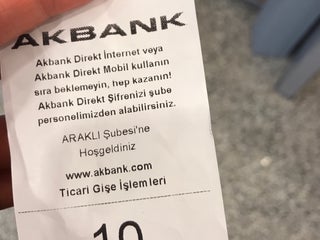 AKBANK
Akbank Direkt İnternet veya
Akbank Direkt Mobil kullanın
sıra beklemeyin, hep kazanın!
Akbank Direkt Şifrenizi şube
personelimizden alabilirsiniz.
ARAKLI Şubesi'ne
Hoşgeldiniz
www.akbank.com
Ticari Gişe İşlemleri
10